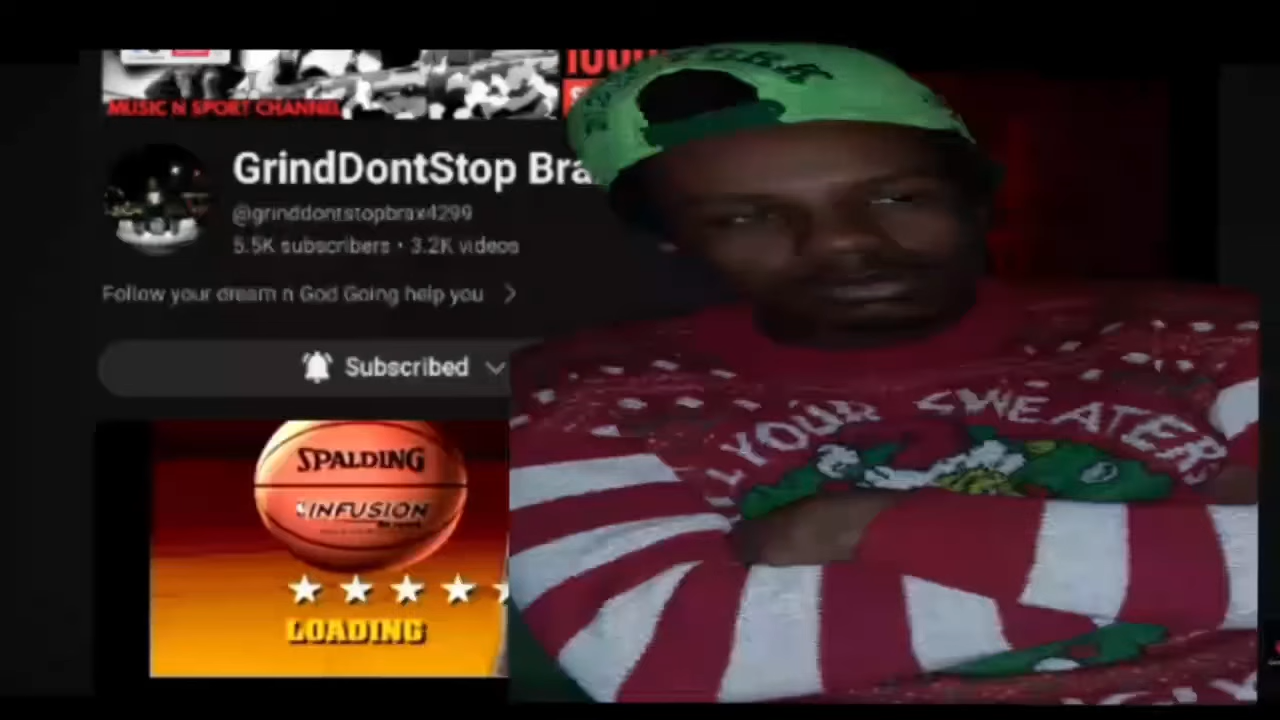 1000
MUSIC N SPORT CHANNEL
GrindDontStop Bra
@grinddontstopbrax4299
5.5K subscribers • 3.2K videos
Follow your dream n God Going help you
Subscribed
SPALDING
INFUSION
LOADING
YOUR SWEATER